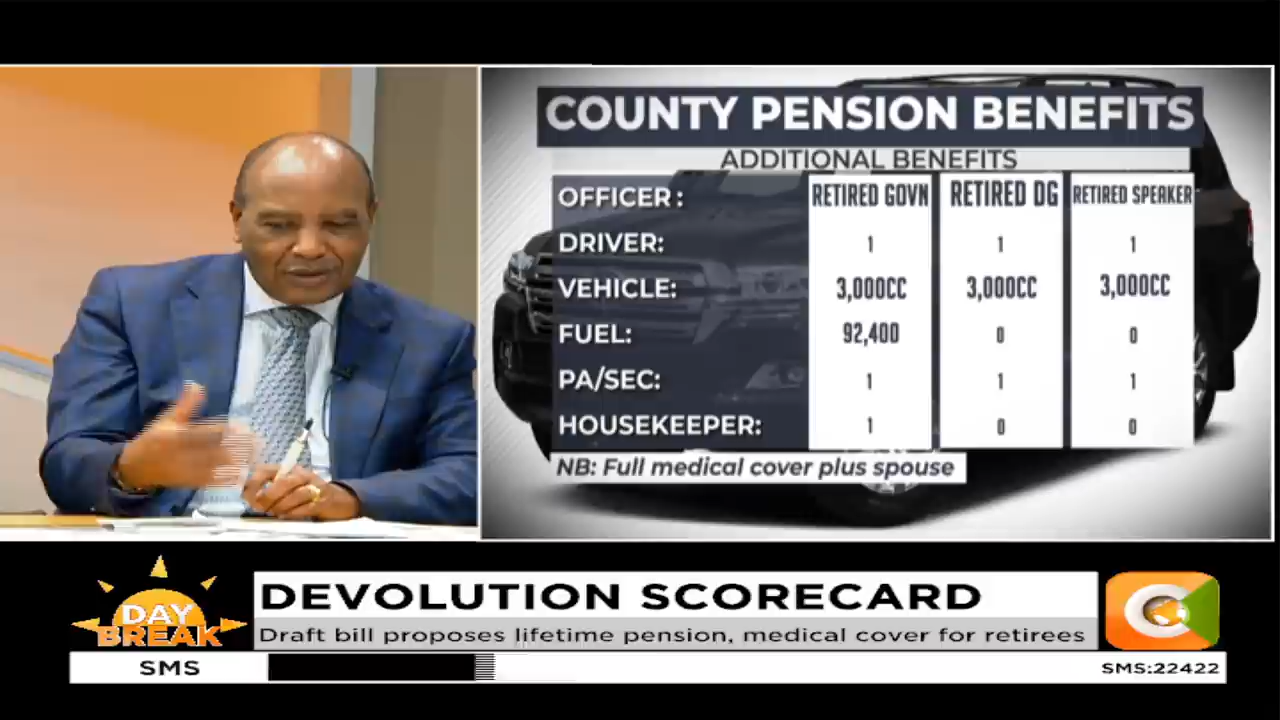 COUNTY PENSION BENEFITS
ADDITIONAL BENEFITS
OFFICER: RETIRED GOVN RETIRED DG RETIRED SPEAKER
DRIVER: 1 1 1
VEHICLE: 3,000CC 3,000CC 3,000CC
FUEL: 92,400 0 0
PA/SEC: 1 1 1
HOUSEKEEPER: 1 0 0
NB: Full medical cover plus spouse
DAY BREAK
DEVOLUTION SCORECARD
Draft bill proposes lifetime pension, medical cover for retirees
SMS
SMS:22422